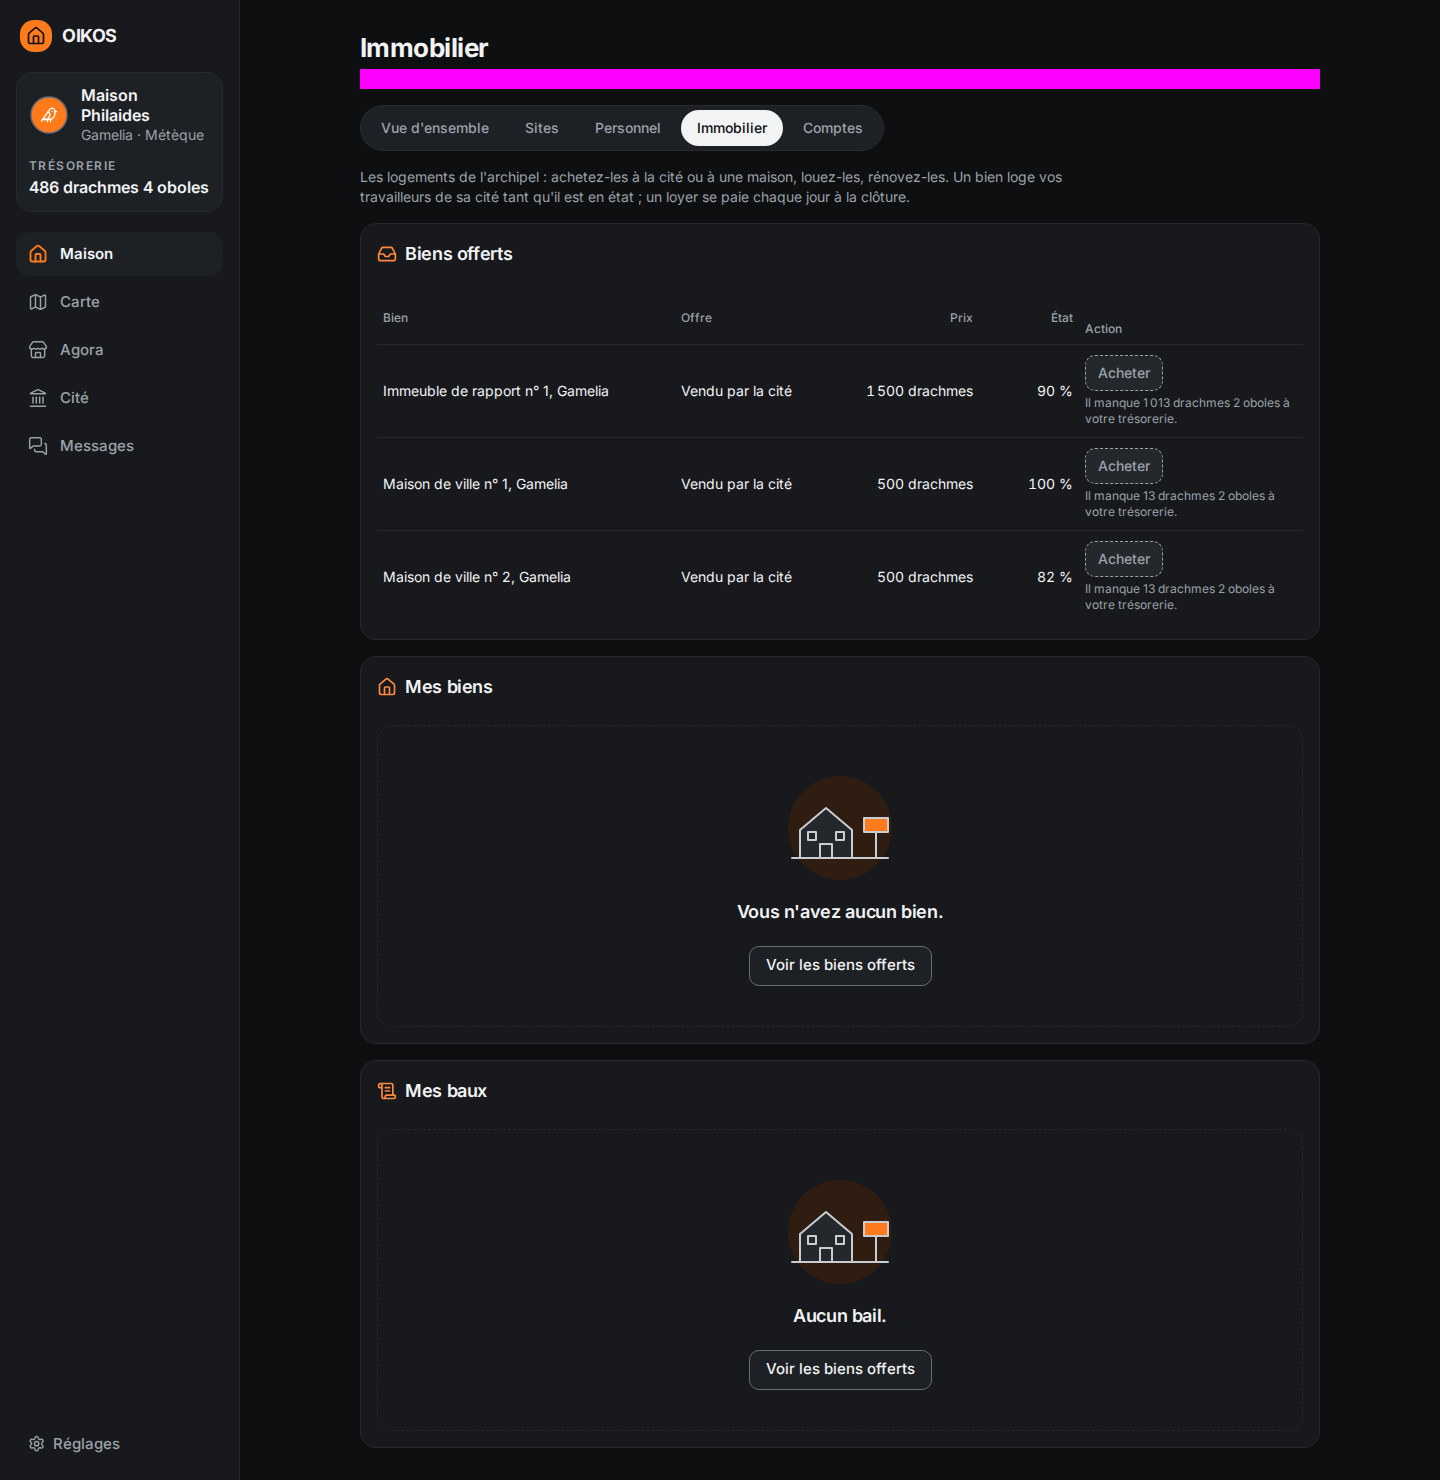 OIKOS
Maison
Philaides
Gamelia · Métèque
TRÉSORERIE
486 drachmes 4 oboles
Maison
Carte
Agora
Cité
Messages
Réglages
Immobilier
Vue d'ensemble Sites Personnel Immobilier Comptes
Les logements de l'archipel : achetez-les à la cité ou à une maison, louez-les, rénovez-les. Un bien loge vos
travailleurs de sa cité tant qu'il est en état ; un loyer se paie chaque jour à la clôture.
Biens offerts
Bien Offre Prix État Action
Immeuble de rapport n° 1, Gamelia Vendu par la cité 1 500 drachmes 90 % Acheter
Il manque 1 013 drachmes 2 oboles à
votre trésorerie.
Maison de ville n° 1, Gamelia Vendu par la cité 500 drachmes 100 % Acheter
Il manque 13 drachmes 2 oboles à
votre trésorerie.
Maison de ville n° 2, Gamelia Vendu par la cité 500 drachmes 82 % Acheter
Il manque 13 drachmes 2 oboles à
votre trésorerie.
Mes biens
Vous n'avez aucun bien.
Voir les biens offerts
Mes baux
Aucun bail.
Voir les biens offerts